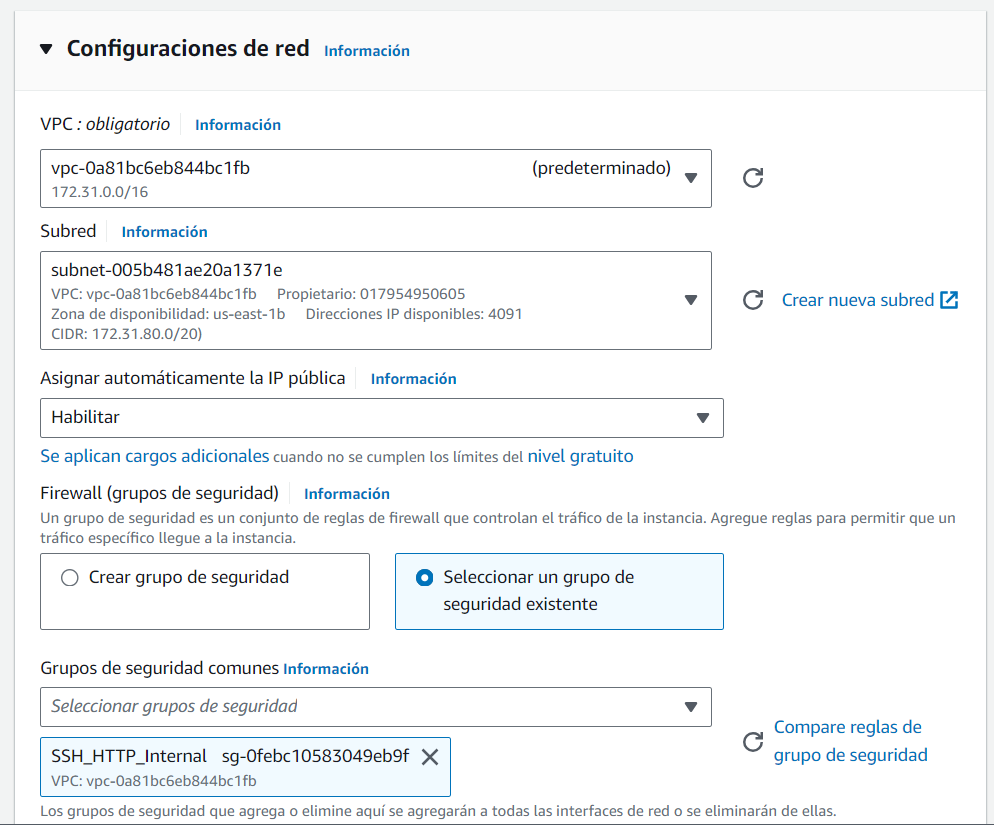 Configuraciones de red Información
VPC : obligatorio Información
vpc-0a81bc6eb844bc1fb (predeterminado)
172.31.0.0/16
Subred Información
subnet-005b481ae20a1371e
VPC: vpc-0a81bc6eb844bc1fb Propietario: 017954950605
Zona de disponibilidad: us-east-1b Direcciones IP disponibles: 4091
CIDR: 172.31.80.0/20)
Crear nueva subred
Asignar automáticamente la IP pública Información
Habilitar
Se aplican cargos adicionales cuando no se cumplen los límites del nivel gratuito
Firewall (grupos de seguridad) Información
Un grupo de seguridad es un conjunto de reglas de firewall que controlan el tráfico de la instancia. Agregue reglas para permitir que un
tráfico específico llegue a la instancia.
Crear grupo de seguridad
Seleccionar un grupo de
seguridad existente
Grupos de seguridad comunes Información
Seleccionar grupos de seguridad
SSH_HTTP_Internal sg-0febc10583049eb9f
VPC: vpc-0a81bc6eb844bc1fb
Compare reglas de
grupo de seguridad
Los grupos de seguridad que agrega o elimine aquí se agregarán a todas las interfaces de red o se eliminarán de ellas.